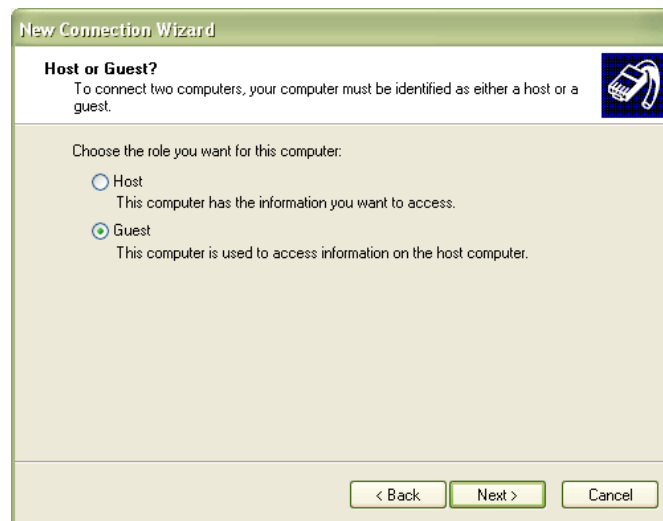 New Connection Wizard
Host or Guest?
To connect two computers, your computer must be identified as either a host or a
guest.
Choose the role you want for this computer:
Host
This computer has the information you want to access.
Guest
This computer is used to access information on the host computer.
< Back Next > Cancel